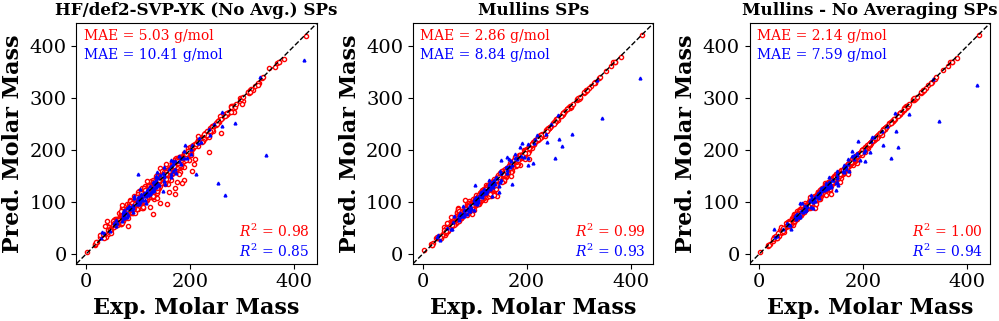 HF/def2-SVP-YK (No Avg.) SPs
MAE = 5.03 g/mol
MAE = 10.41 g/mol
R² = 0.98
R² = 0.85
Pred. Molar Mass
400
300
200
100
0
0
200
400
Exp. Molar Mass
Mullins SPs
MAE = 2.86 g/mol
MAE = 8.84 g/mol
R² = 0.99
R² = 0.93
Pred. Molar Mass
400
300
200
100
0
0
200
400
Exp. Molar Mass
Mullins - No Averaging SPs
MAE = 2.14 g/mol
MAE = 7.59 g/mol
R² = 1.00
R² = 0.94
Pred. Molar Mass
400
300
200
100
0
0
200
400
Exp. Molar Mass